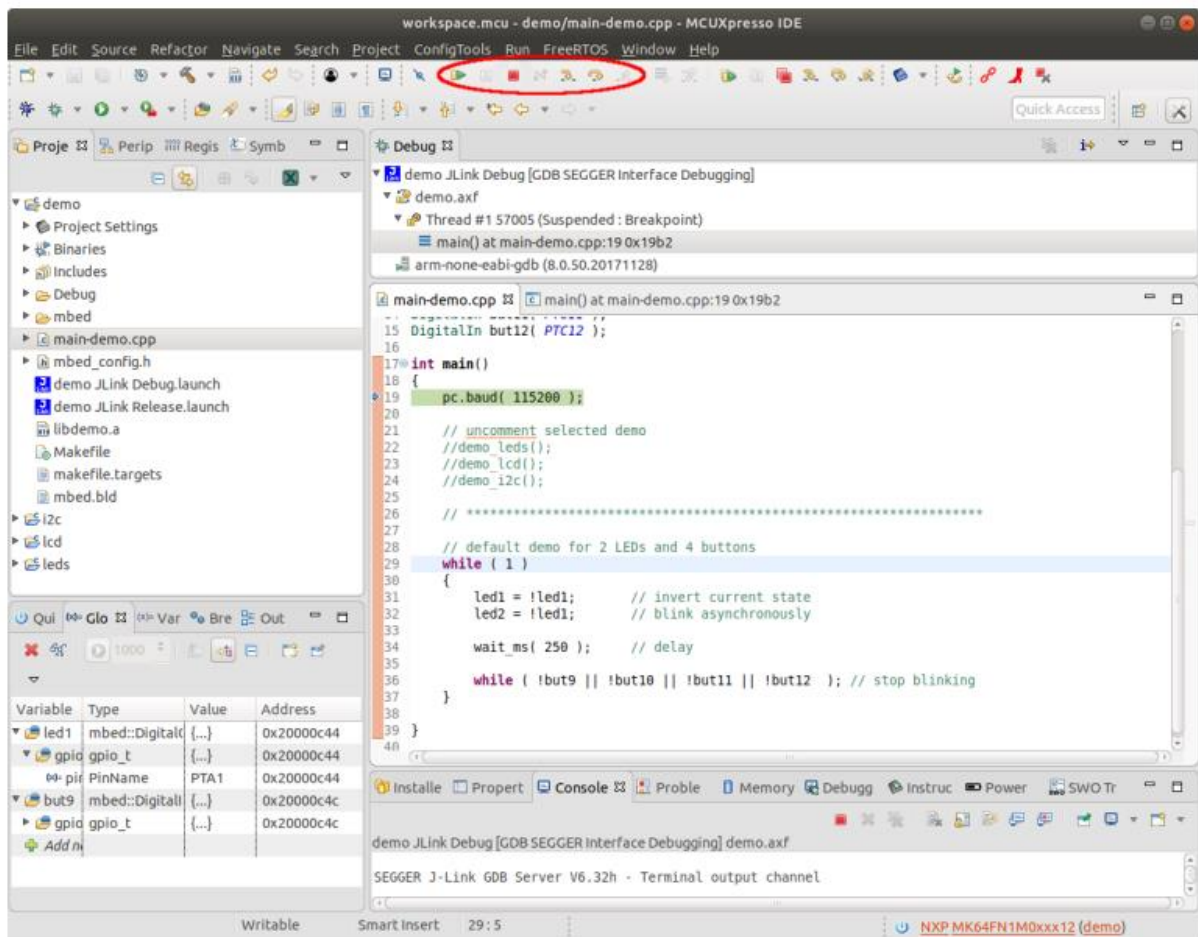 workspace.mcu - demo/main-demo.cpp - MCUXpresso IDE
File Edit Source Refactor Navigate Search Project ConfigTools Run FreeRTOS Window Help
Quick Access
Proje Perip Regis Symb
demo
Project Settings
Binaries
Includes
Debug
mbed
main-demo.cpp
mbed_config.h
demo JLink Debug.launch
demo JLink Release.launch
libdemo.a
Makefile
makefile.targets
mbed.bld
i2c
lcd
leds
Debug
demo JLink Debug [GDB SEGGER Interface Debugging]
demo.axf
Thread #1 57005 (Suspended : Breakpoint)
main() at main-demo.cpp:19 0x19b2
arm-none-eabi-gdb (8.0.50.20171128)
main-demo.cpp main() at main-demo.cpp:19 0x19b2
15 DigitalIn but12( PTC12 );
16
17 int main()
18 {
19 pc.baud( 115200 );
20
21 // uncomment selected demo
22 //demo_leds();
23 //demo_lcd();
24 //demo_i2c();
25
26 // ******************************************************************
27
28 // default demo for 2 LEDs and 4 buttons
29 while ( 1 )
30 {
31 led1 = !led1; // invert current state
32 led2 = !led1; // blink asynchronously
33
34 wait_ms( 250 ); // delay
35
36 while ( !but9 || !but10 || !but11 || !but12 ); // stop blinking
37 }
38
39 }
40
Qui Glo Var Bre Out
1000
Variable Type Value Address
led1 mbed::Digital {...} 0x20000c44
gpio gpio_t {...} 0x20000c44
pin PinName PTA1 0x20000c44
but9 mbed::DigitalI {...} 0x20000c4c
gpio gpio_t {...} 0x20000c4c
Add n
Installe Propert Console Proble Memory Debugg Instruc Power SWO Tr
demo JLink Debug [GDB SEGGER Interface Debugging] demo.axf
SEGGER J-Link GDB Server V6.32h - Terminal output channel
Writable Smart Insert 29 : 5 NXP MK64FN1M0xxx12 (demo)